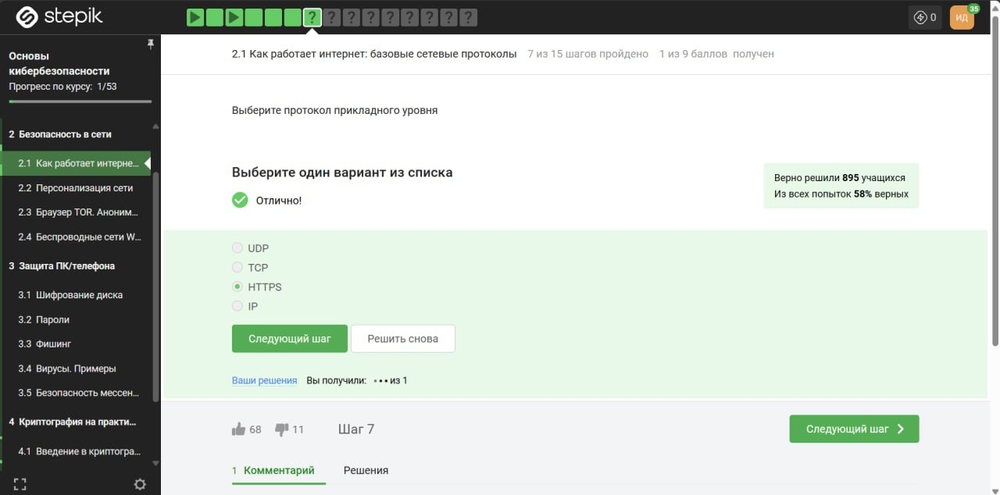 stepik
? ? ? ? ? ? ? ? ?
0
ИД
35
Основы
кибербезопасности
Прогресс по курсу: 1/53
2 Безопасность в сети
2.1 Как работает интерне...
2.2 Персонализация сети
2.3 Браузер TOR. Аноним...
2.4 Беспроводные сети W...
3 Защита ПК/телефона
3.1 Шифрование диска
3.2 Пароли
3.3 Фишинг
3.4 Вирусы. Примеры
3.5 Безопасность мессен...
4 Криптография на практи...
4.1 Введение в криптогра...
2.1 Как работает интернет: базовые сетевые протоколы 7 из 15 шагов пройдено 1 из 9 баллов получен
Выберите протокол прикладного уровня
Выберите один вариант из списка
Отлично!
Верно решили 895 учащихся
Из всех попыток 58% верных
UDP
TCP
HTTPS
IP
Следующий шаг
Решить снова
Ваши решения Вы получили: ••• из 1
68 11 Шаг 7
Следующий шаг
1 Комментарий Решения